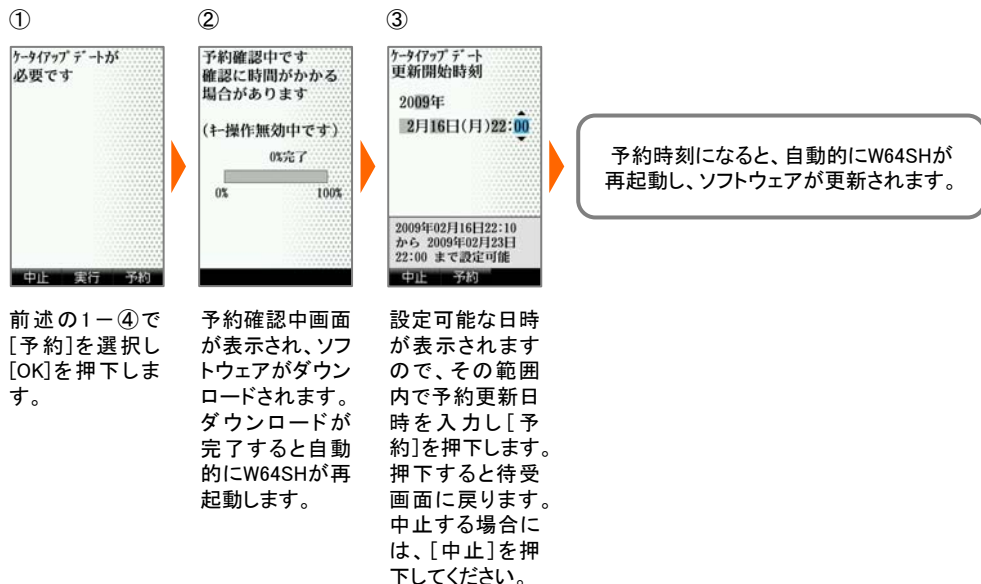 ①
ｹｰﾀｲｱｯﾌﾟﾃﾞｰﾄが
必要です
中止 実行 予約
前述の1－④で
[予約]を選択し
[OK]を押下しま
す。
②
予約確認中です
確認に時間がかかる
場合があります
(ｷｰ操作無効中です)
0%完了
0% 100%
予約確認中画面
が表示され、ソフ
トウェアがダウン
ロードされます。
ダウンロードが
完了すると自動
的にW64SHが再
起動します。
③
ｹｰﾀｲｱｯﾌﾟﾃﾞｰﾄ
更新開始時刻
2009年
2月16日(月)22:00
2009年02月16日22:10
から 2009年02月23日
22:00 まで設定可能
中止 予約
設定可能な日時
が表示されます
ので、その範囲
内で予約更新日
時を入力し[予
約]を押下します。
押下すると待受
画面に戻ります。
中止する場合に
は、[中止]を押
下してください。
予約時刻になると、自動的にW64SHが
再起動し、ソフトウェアが更新されます。